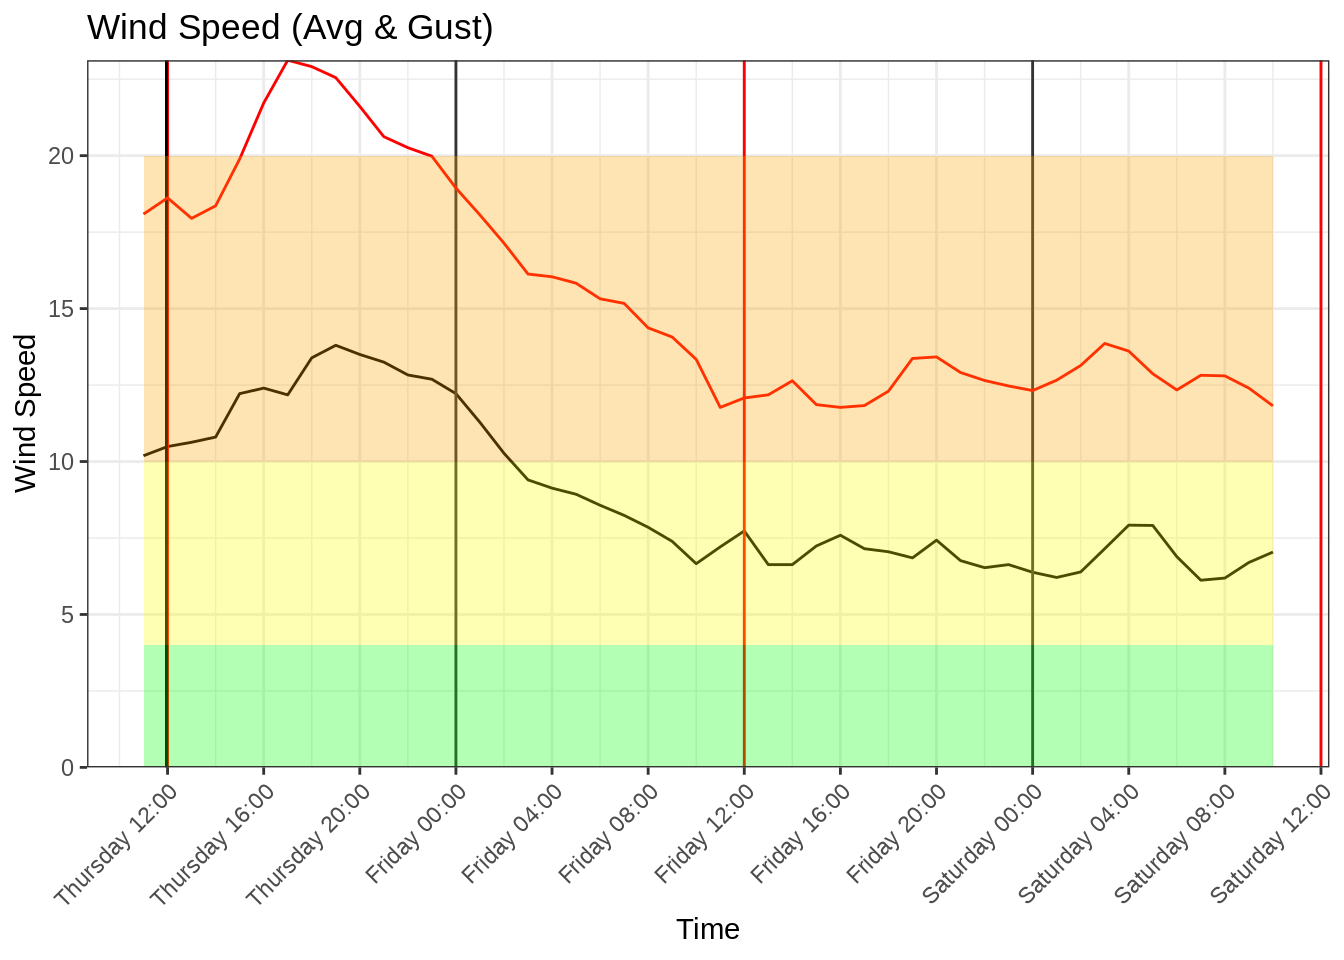 Wind Speed (Avg & Gust)
Wind Speed
20
15
10
5
0
Thursday 12:00
Thursday 16:00
Thursday 20:00
Friday 00:00
Friday 04:00
Friday 08:00
Friday 12:00
Friday 16:00
Friday 20:00
Saturday 00:00
Saturday 04:00
Saturday 08:00
Saturday 12:00
Time